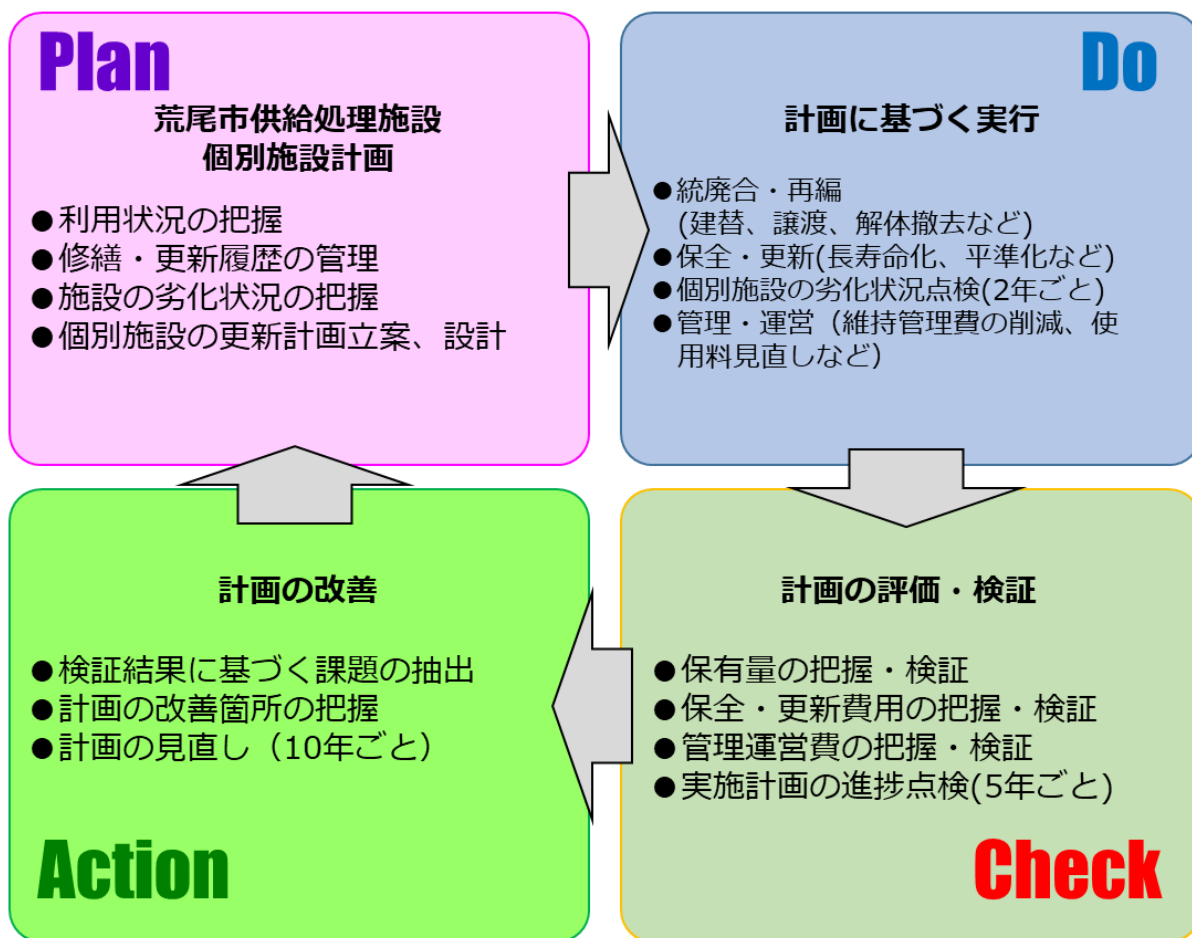 Plan
荒尾市供給処理施設
個別施設計画
●利用状況の把握
●修繕・更新履歴の管理
●施設の劣化状況の把握
●個別施設の更新計画立案、設計
Do
計画に基づく実行
●統廃合・再編
(建替、譲渡、解体撤去など)
●保全・更新(長寿命化、平準化など)
●個別施設の劣化状況点検(2年ごと)
●管理・運営（維持管理費の削減、使
用料見直しなど）
計画の評価・検証
●保有量の把握・検証
●保全・更新費用の把握・検証
●管理運営費の把握・検証
●実施計画の進捗点検(5年ごと)
Check
計画の改善
●検証結果に基づく課題の抽出
●計画の改善箇所の把握
●計画の見直し（10年ごと）
Action